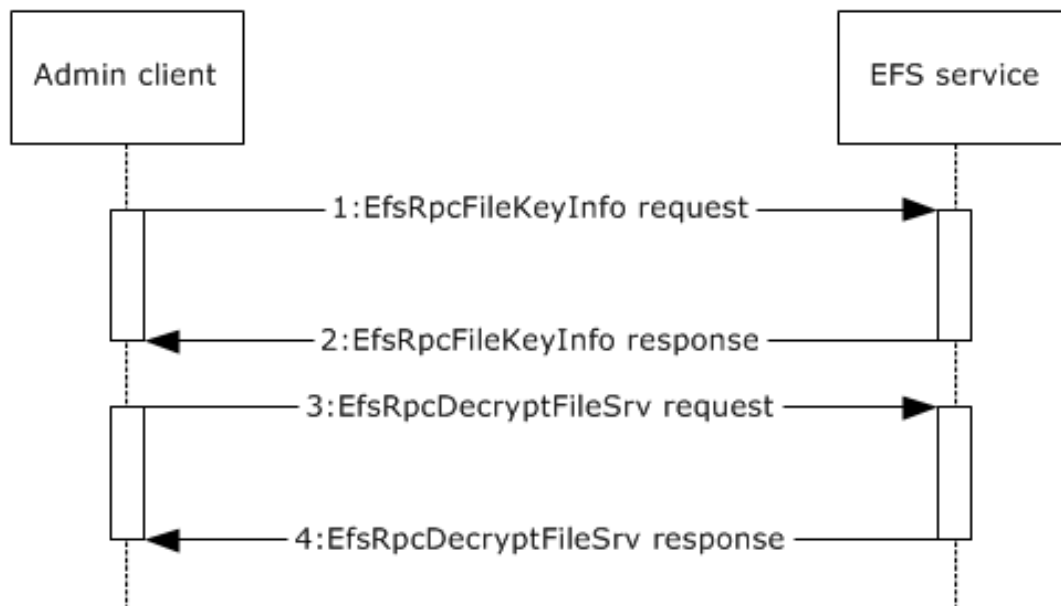 Admin client
EFS service
1:EfsRpcFileKeyInfo request
2:EfsRpcFileKeyInfo response
3:EfsRpcDecryptFileSrv request
4:EfsRpcDecryptFileSrv response